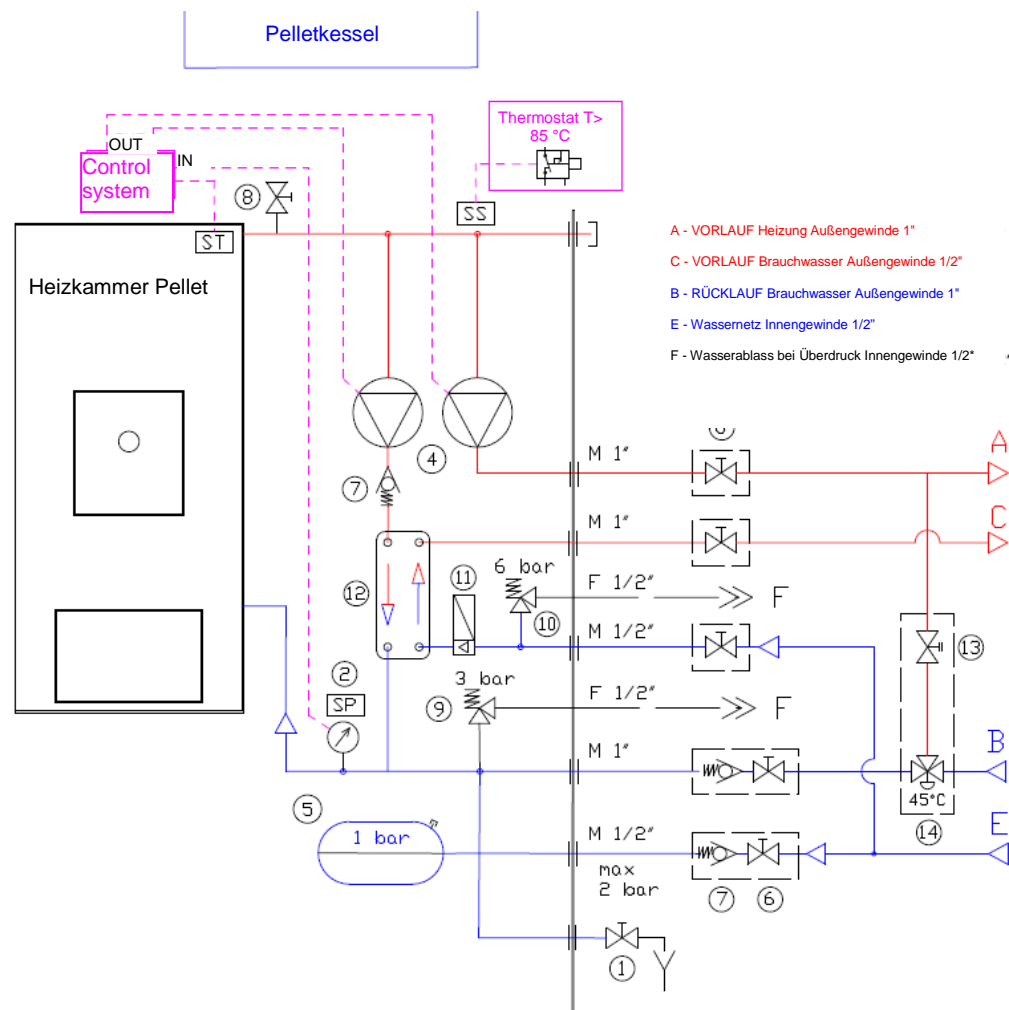 Pelletkessel
Thermostat T>
85 °C
OUT
IN
Control
system
8
SS
ST
A - VORLAUF Heizung Außengewinde 1"
C - VORLAUF Brauchwasser Außengewinde 1/2"
B - RÜCKLAUF Brauchwasser Außengewinde 1"
E - Wassernetz Innengewinde 1/2"
F - Wasserablass bei Überdruck Innengewinde 1/2"
Heizkammer Pellet
4
7
M 1"
A
M 1"
C
6 bar
11
F 1/2"
F
12
10
M 1/2"
13
2
SP
3 bar
9
F 1/2"
F
M 1"
B
45°C
14
5
1 bar
M 1/2"
E
max
2 bar
7
6
1